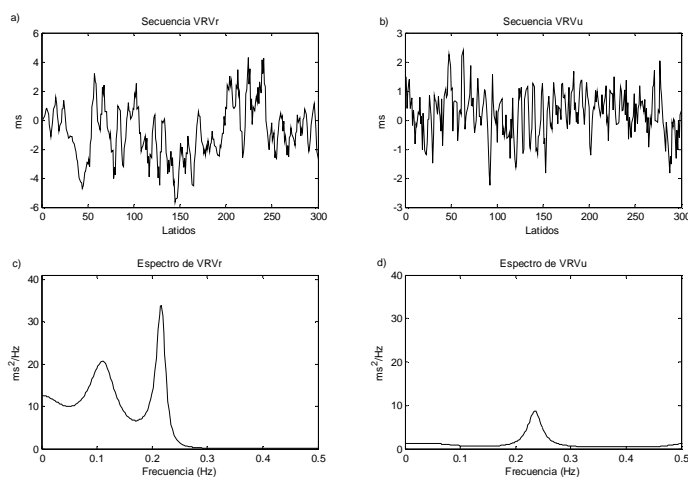 a)
Secuencia VRVr
6
4
2
0
-2
-4
-6
ms
0 50 100 150 200 250 300
Latidos
b)
Secuencia VRVu
3
2
1
0
-1
-2
-3
ms
0 50 100 150 200 250 300
Latidos
c)
Espectro de VRVr
40
30
20
10
0
ms²/Hz
0 0.1 0.2 0.3 0.4 0.5
Frecuencia (Hz)
d)
Espectro de VRVu
40
30
20
10
0
ms²/Hz
0 0.1 0.2 0.3 0.4 0.5
Frecuencia (Hz)